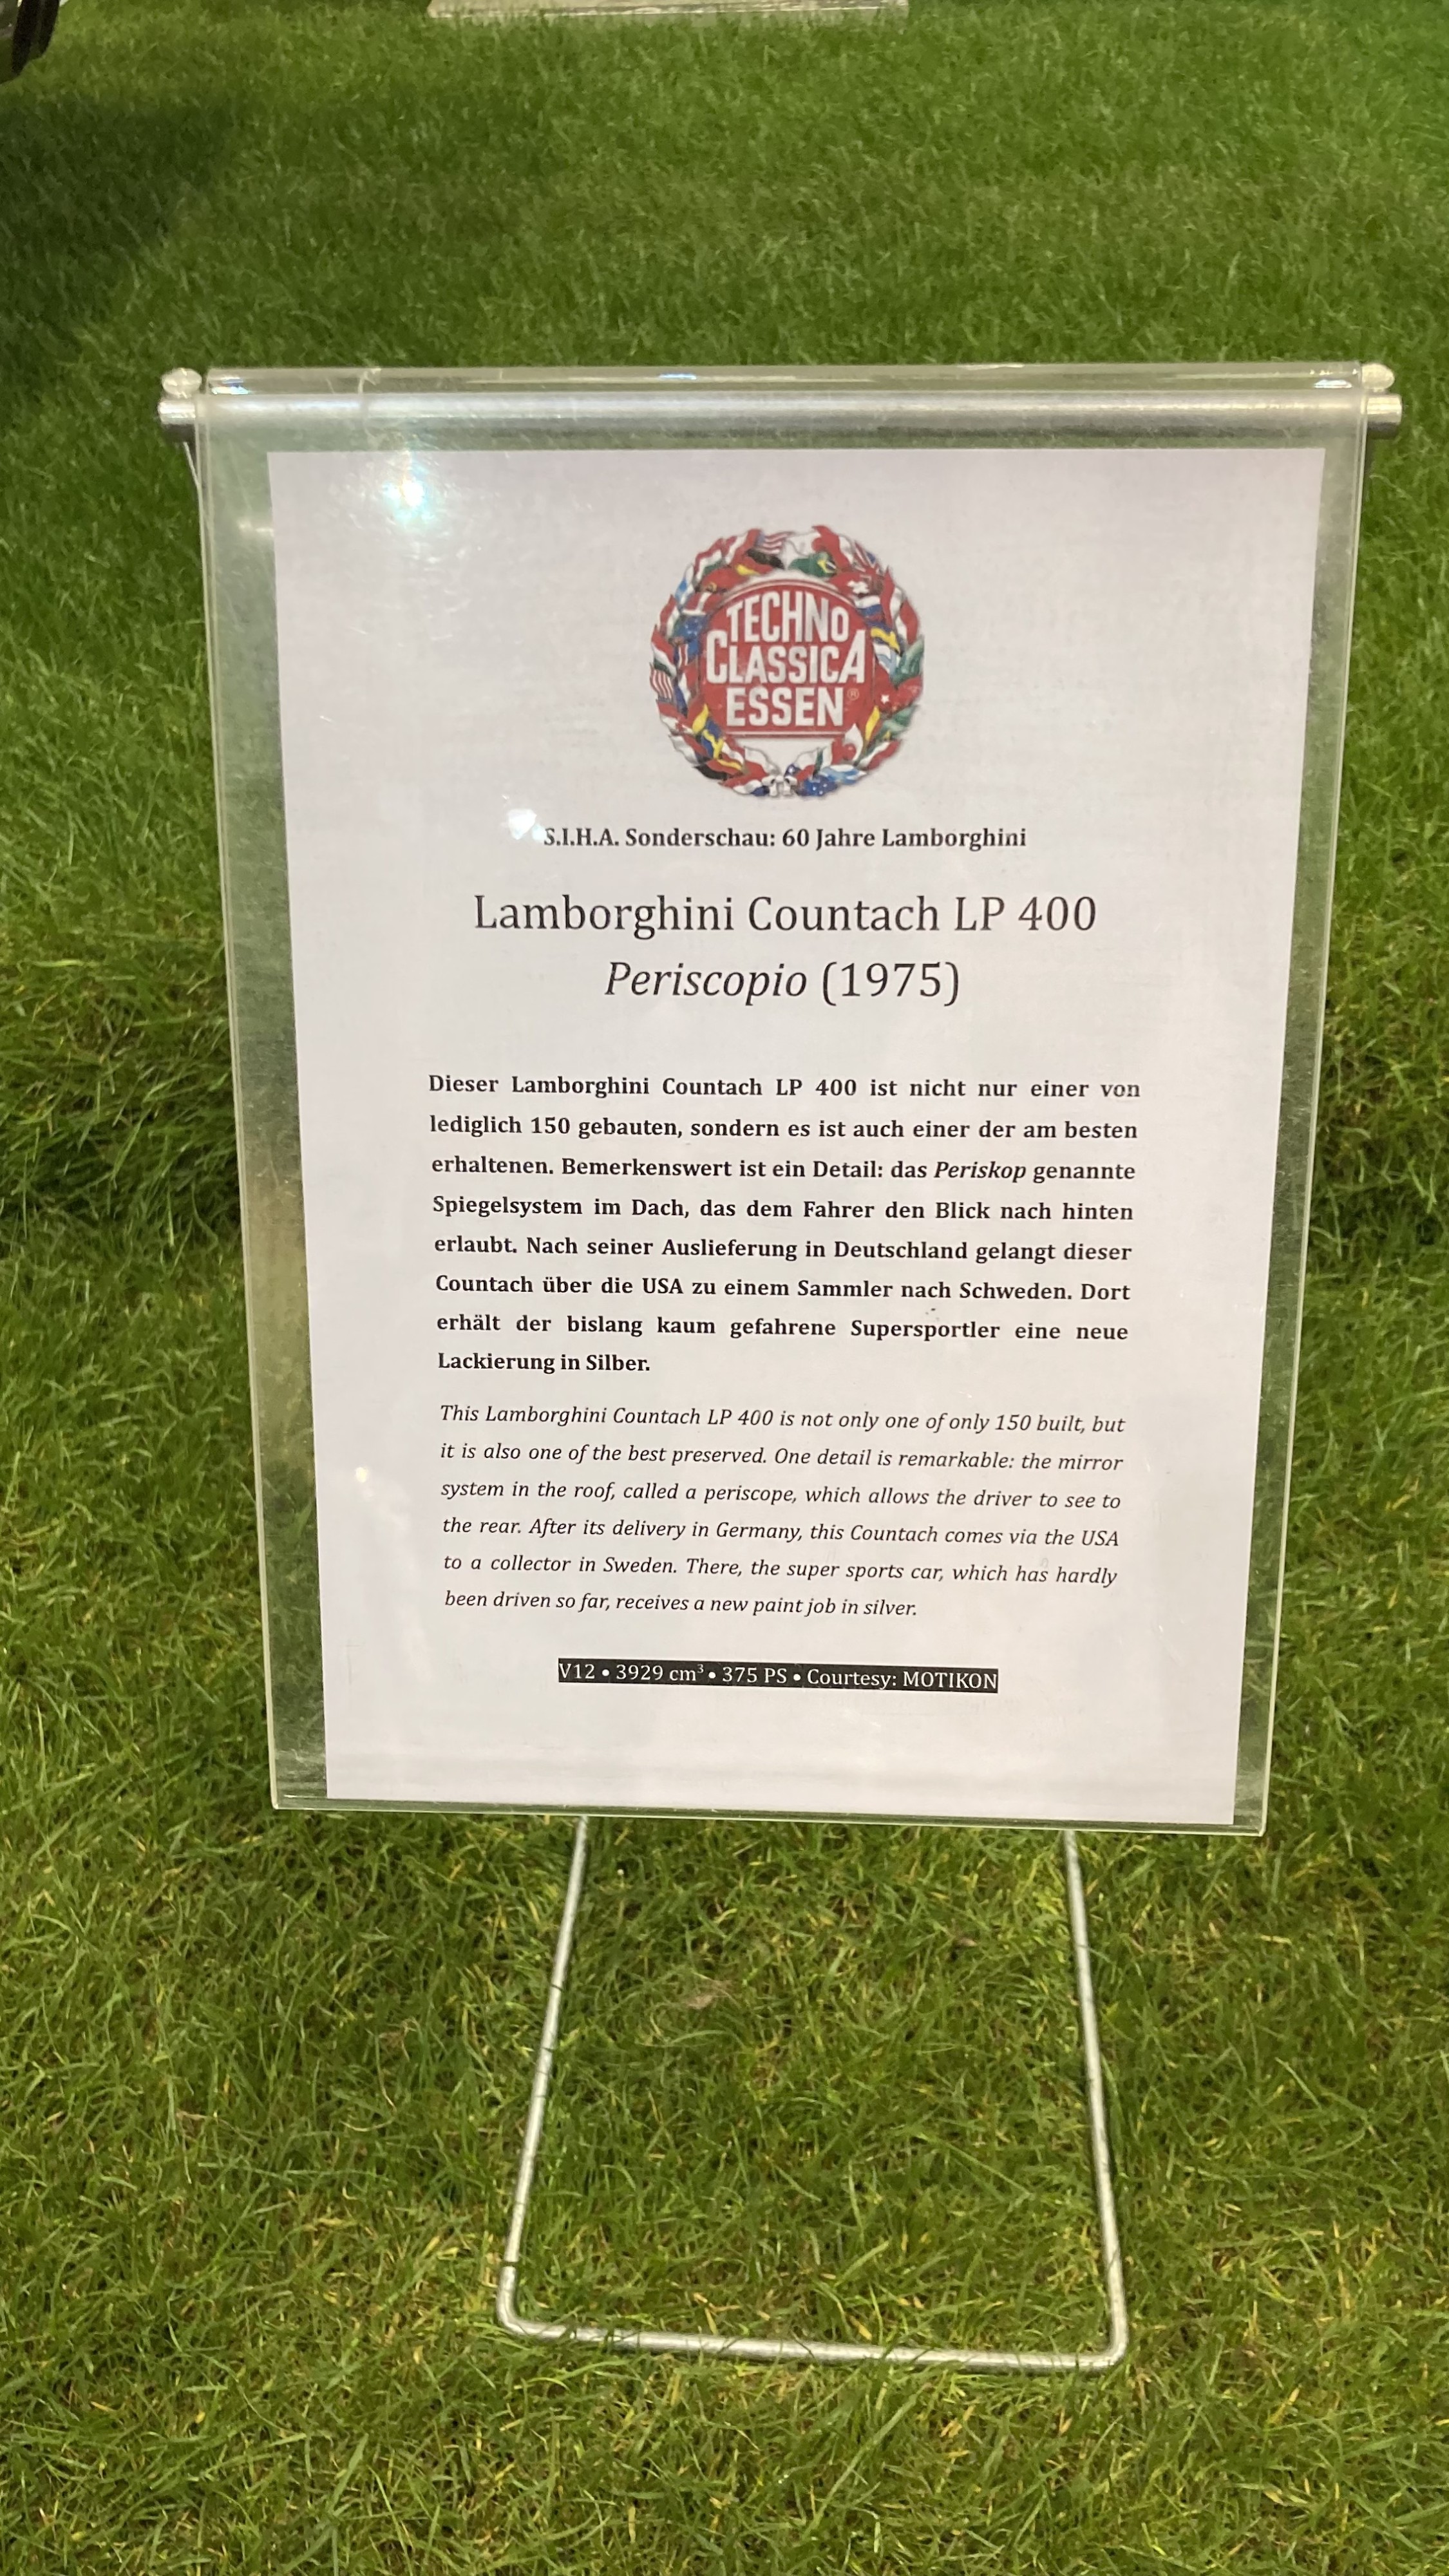 TECHNO
CLASSICA
ESSEN®
S.I.H.A. Sonderschau: 60 Jahre Lamborghini
Lamborghini Countach LP 400
Periscopio (1975)
Dieser Lamborghini Countach LP 400 ist nicht nur einer von
lediglich 150 gebauten, sondern es ist auch einer der am besten
erhaltenen. Bemerkenswert ist ein Detail: das Periskop genannte
Spiegelsystem im Dach, das dem Fahrer den Blick nach hinten
erlaubt. Nach seiner Auslieferung in Deutschland gelangt dieser
Countach über die USA zu einem Sammler nach Schweden. Dort
erhält der bislang kaum gefahrene Supersportler eine neue
Lackierung in Silber.
This Lamborghini Countach LP 400 is not only one of only 150 built, but
it is also one of the best preserved. One detail is remarkable: the mirror
system in the roof, called a periscope, which allows the driver to see to
the rear. After its delivery in Germany, this Countach comes via the USA
to a collector in Sweden. There, the super sports car, which has hardly
been driven so far, receives a new paint job in silver.
V12 • 3929 cm³ • 375 PS • Courtesy: MOTIKON